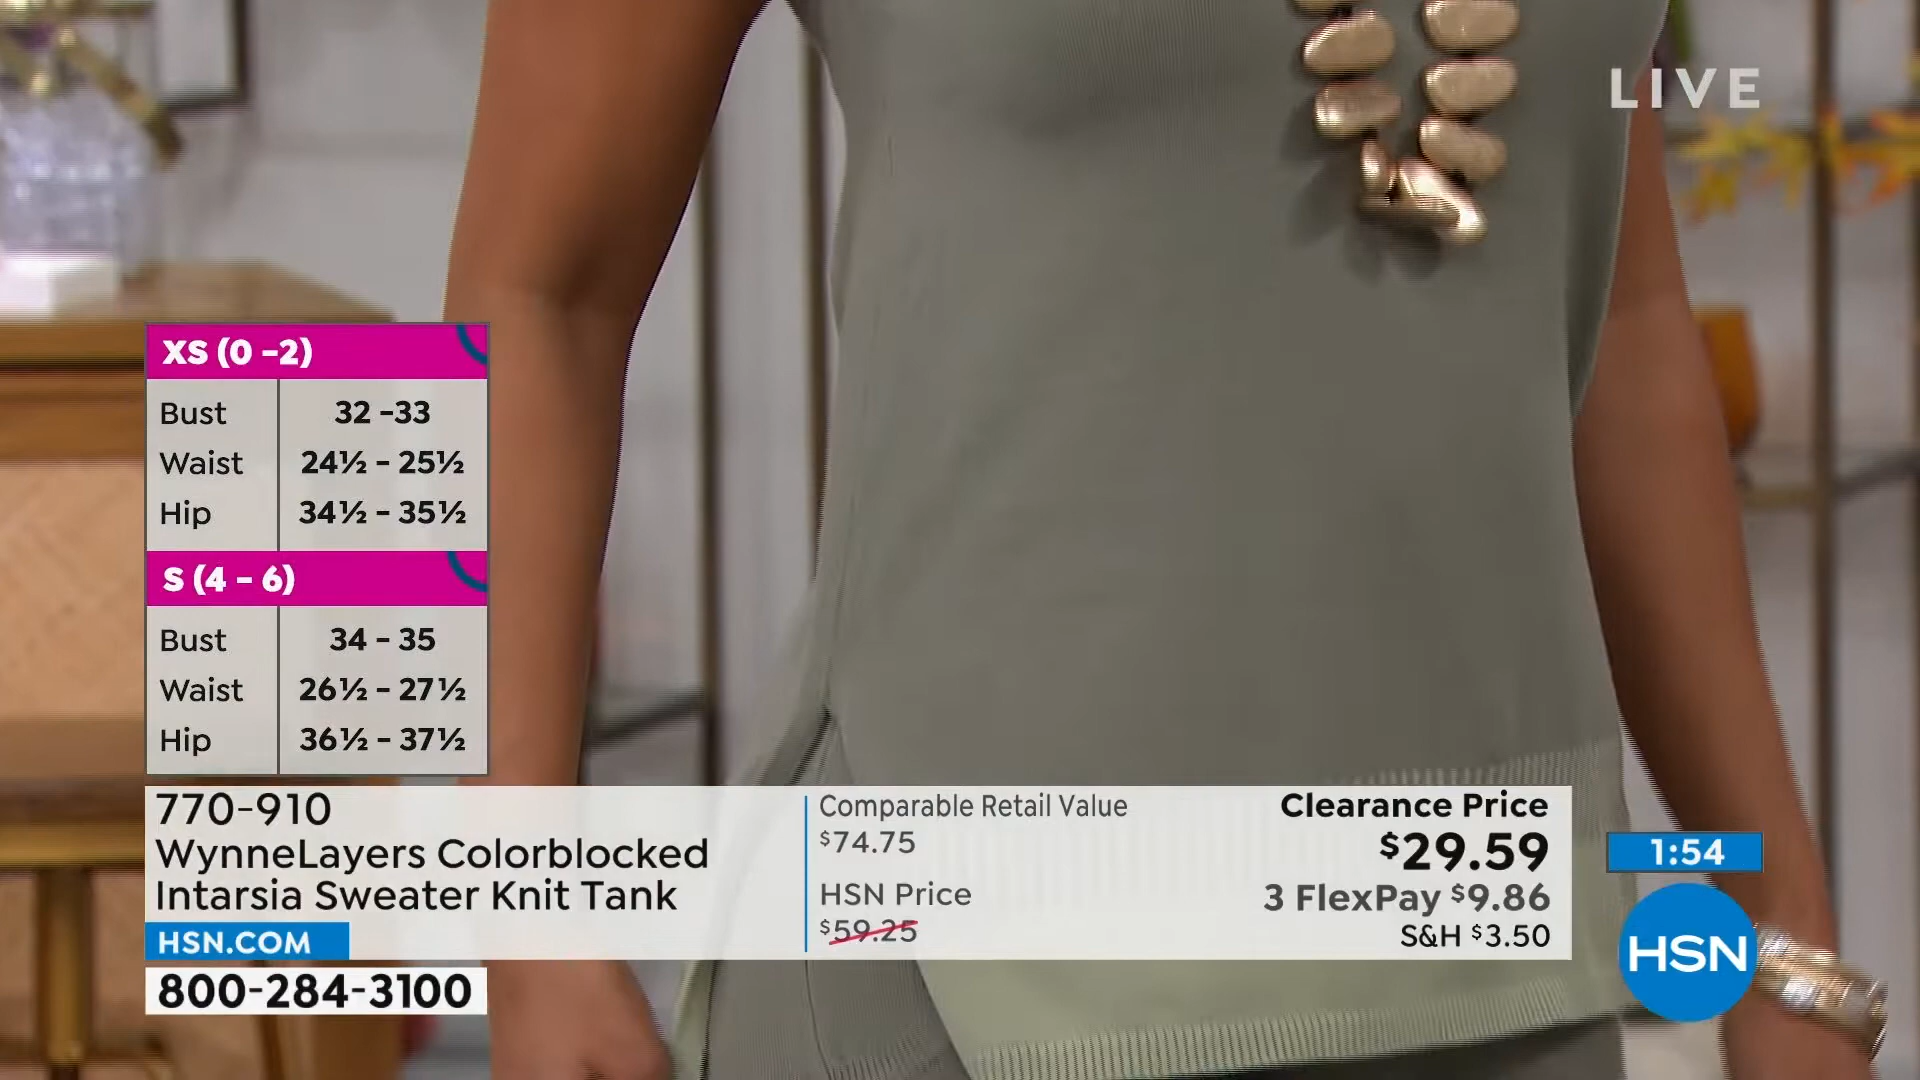 LIVE
XS (0 -2)
Bust 32 -33
Waist 24½ - 25½
Hip 34½ - 35½
S (4 - 6)
Bust 34 - 35
Waist 26½ - 27½
Hip 36½ - 37½
770-910
WynneLayers Colorblocked
Intarsia Sweater Knit Tank
HSN.COM
800-284-3100
Comparable Retail Value
$74.75
HSN Price
$59.25
Clearance Price
$29.59
3 FlexPay $9.86
S&H $3.50
1:54
HSN